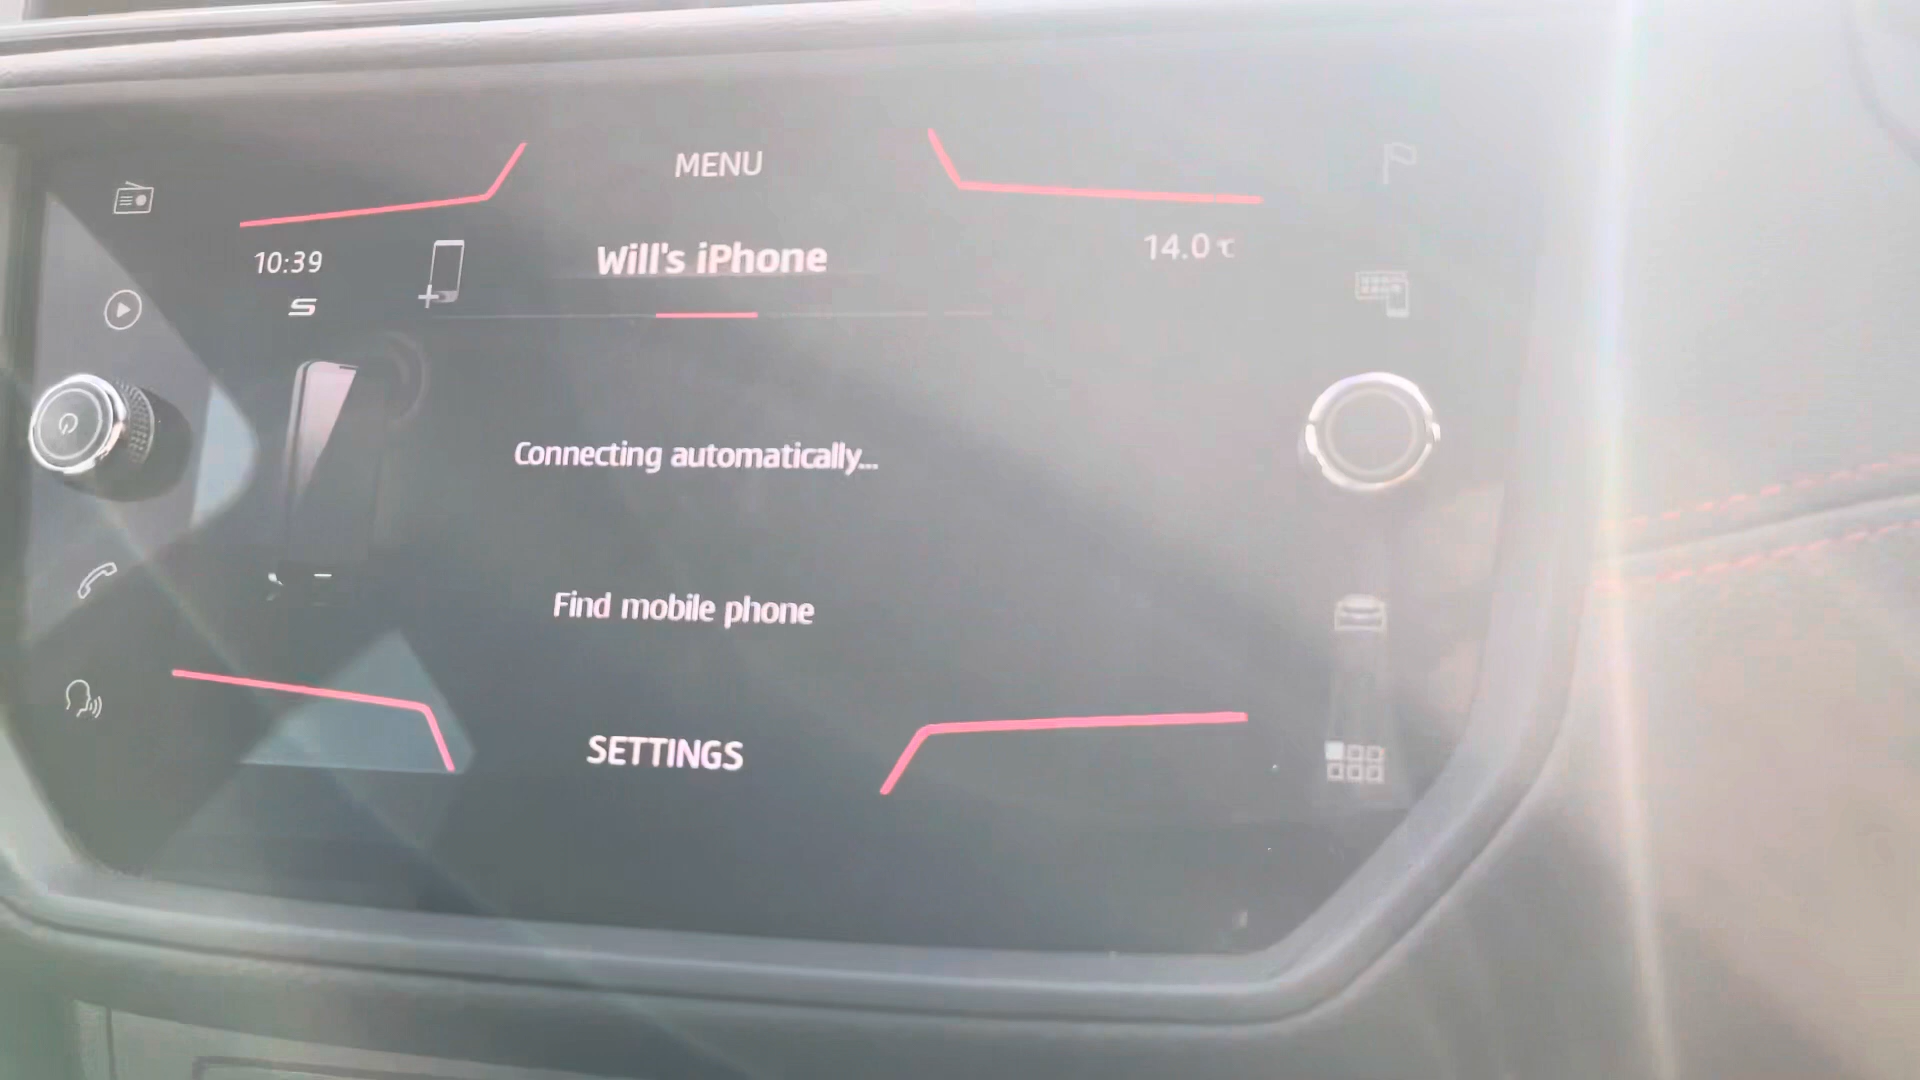 MENU
10:39
Will's iPhone
14.0 °C
S
Connecting automatically...
Find mobile phone
SETTINGS